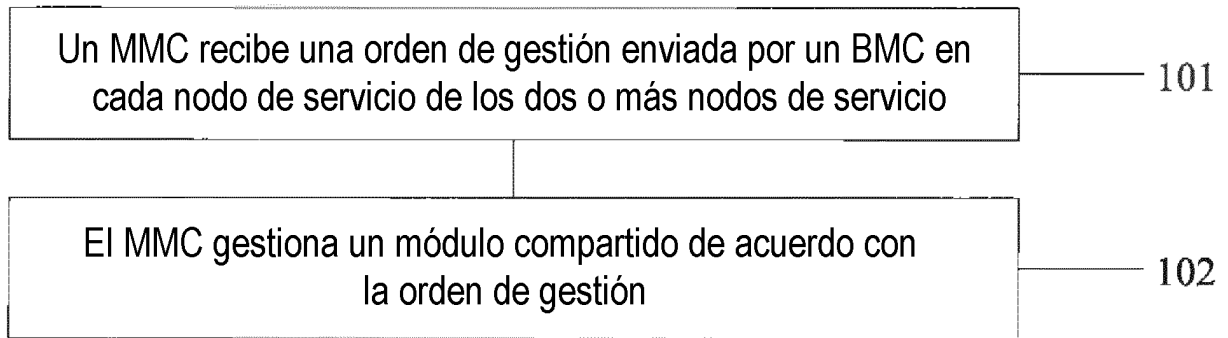 Un MMC recibe una orden de gestión enviada por un BMC en
cada nodo de servicio de los dos o más nodos de servicio
101
El MMC gestiona un módulo compartido de acuerdo con
la orden de gestión
102